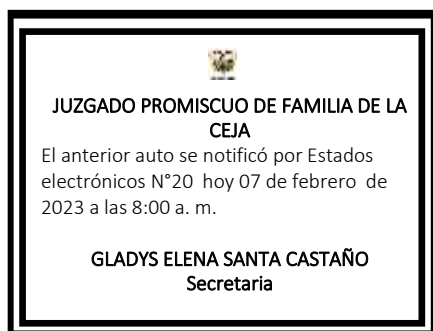 JUZGADO PROMISCUO DE FAMILIA DE LA
CEJA
El anterior auto se notificó por Estados
electrónicos N°20 hoy 07 de febrero de
2023 a las 8:00 a. m.
GLADYS ELENA SANTA CASTAÑO
Secretaria